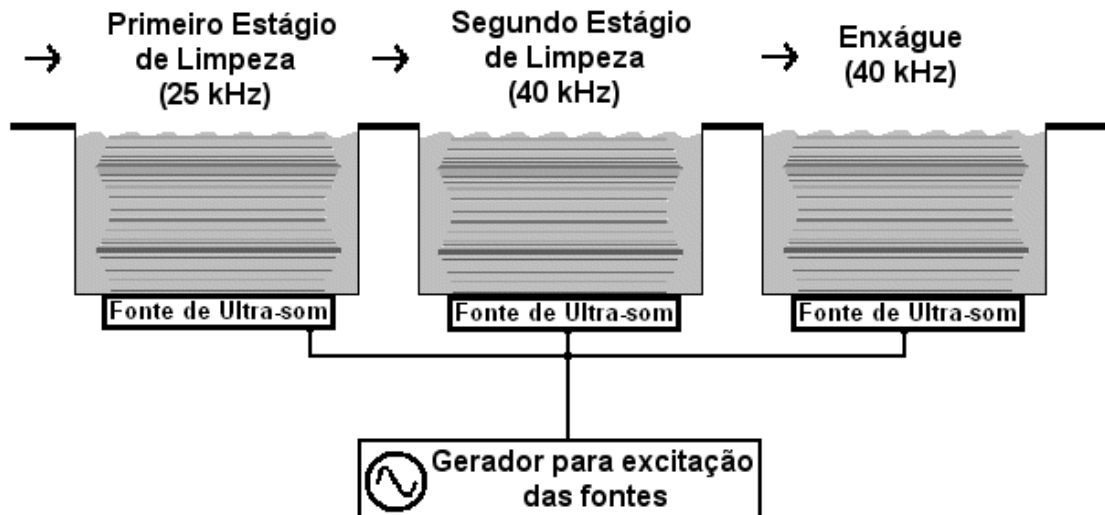 Primeiro Estágio
de Limpeza
(25 kHz)
Segundo Estágio
de Limpeza
(40 kHz)
Enxágue
(40 kHz)
Fonte de Ultra-som
Fonte de Ultra-som
Fonte de Ultra-som
Gerador para excitação
das fontes